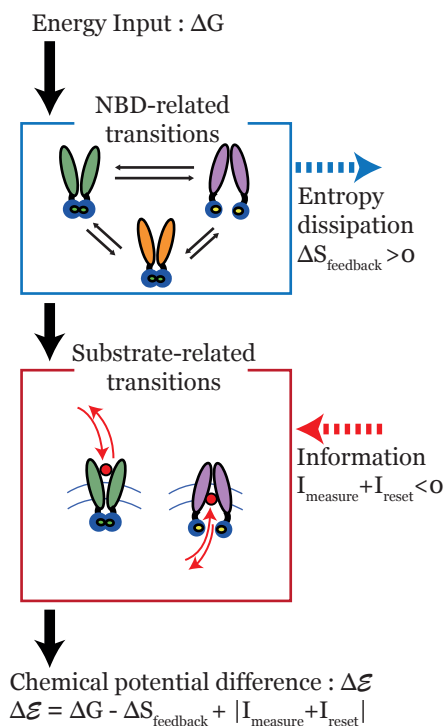 Energy Input : ΔG
NBD-related
transitions
Entropy
dissipation
ΔS_feedback >0
Substrate-related
transitions
Information
I_measure+I_reset<0
Chemical potential difference : Δℰ
Δℰ = ΔG - ΔS_feedback + |I_measure+I_reset|